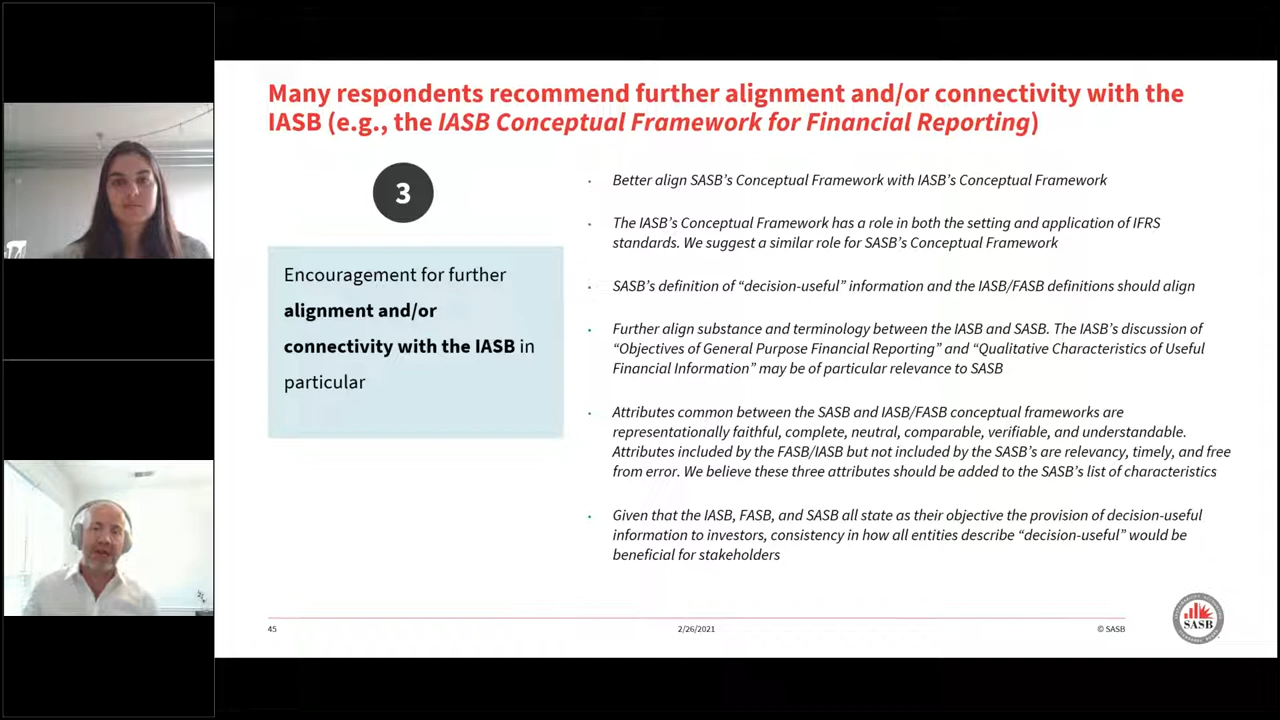 Many respondents recommend further alignment and/or connectivity with the
IASB (e.g., the IASB Conceptual Framework for Financial Reporting)
3
Encouragement for further
alignment and/or
connectivity with the IASB in
particular
Better align SASB’s Conceptual Framework with IASB’s Conceptual Framework
The IASB’s Conceptual Framework has a role in both the setting and application of IFRS
standards. We suggest a similar role for SASB’s Conceptual Framework
SASB’s definition of “decision-useful” information and the IASB/FASB definitions should align
Further align substance and terminology between the IASB and SASB. The IASB’s discussion of
“Objectives of General Purpose Financial Reporting” and “Qualitative Characteristics of Useful
Financial Information” may be of particular relevance to SASB
Attributes common between the SASB and IASB/FASB conceptual frameworks are
representationally faithful, complete, neutral, comparable, verifiable, and understandable.
Attributes included by the FASB/IASB but not included by the SASB’s are relevancy, timely, and free
from error. We believe these three attributes should be added to the SASB’s list of characteristics
Given that the IASB, FASB, and SASB all state as their objective the provision of decision-useful
information to investors, consistency in how all entities describe “decision-useful” would be
beneficial for stakeholders
45
2/26/2021
© SASB
SASB